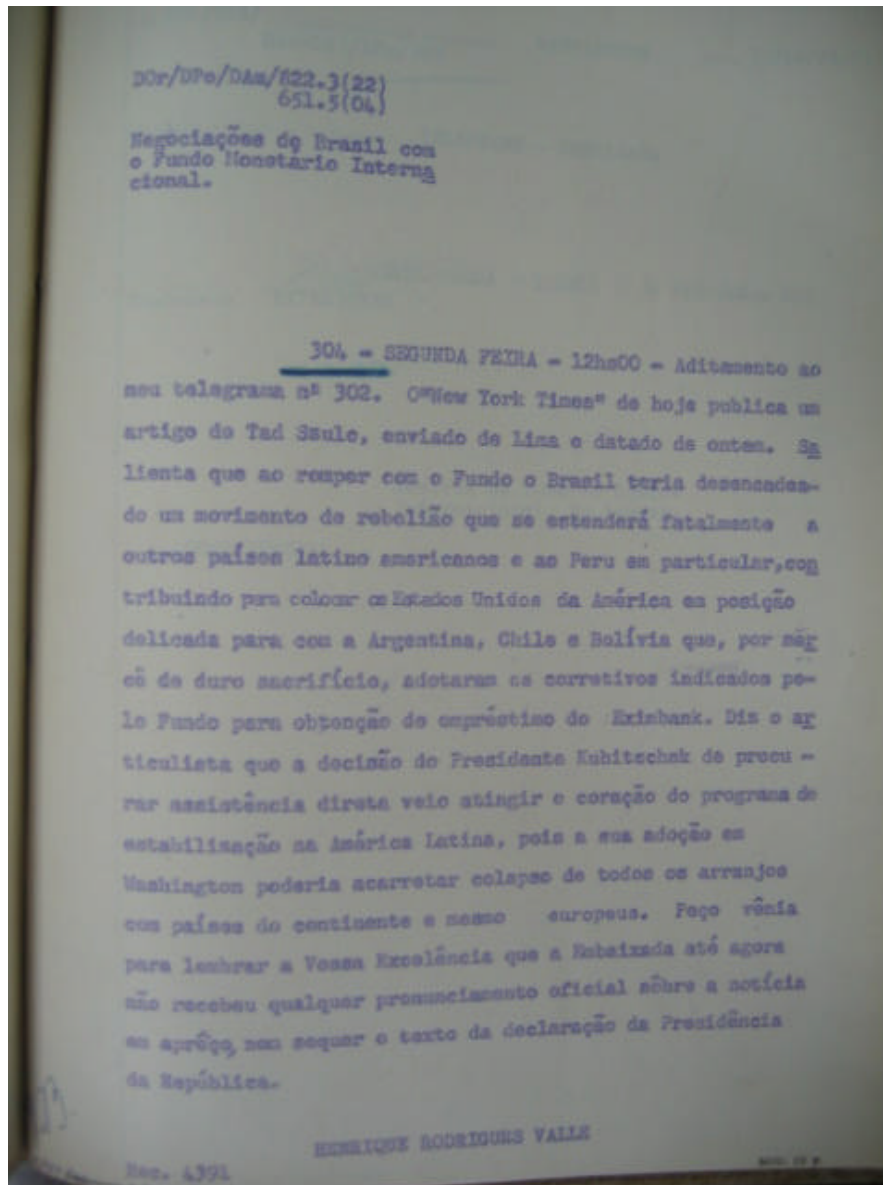 DOr/DPo/DAm/822.3(22)
651.5(04)
Negociações do Brasil com
o Fundo Monetário Interna
cional.
304 - SEGUNDA FEIRA - 12hs00 - Aditamento ao
meu telegrama nº 302. O "New York Times" de hoje publica um
artigo de Tad Szulc, enviado de Lima e datado de ontem. Sa
lienta que ao romper com o Fundo o Brasil teria desencadea-
do um movimento de rebelião que se estenderá fatalmente a
outros países latino americanos e ao Peru em particular, con
tribuindo para colocar os Estados Unidos da América em posição
delicada para com a Argentina, Chile e Bolívia que, por mer
cê de duro sacrifício, adotaram os corretivos indicados pe-
lo Fundo para obtenção de empréstimo do Eximbank. Diz o ar
ticulista que a decisão do Presidente Kubitschek de procu -
rar assistência direta veio atingir o coração do programa de
estabilização na América Latina, pois a sua adoção em
Washington poderia acarretar colapso de todos os arranjos
com países do continente e mesmo europeus. Peço vênia
para lembrar a Vossa Excelência que a Embaixada até agora
não recebeu qualquer pronunciamento oficial sôbre a notícia
em aprêço, nem sequer o texto da declaração da Presidência
da República.
HENRIQUE RODRIGUES VALLE
Rec. 4391